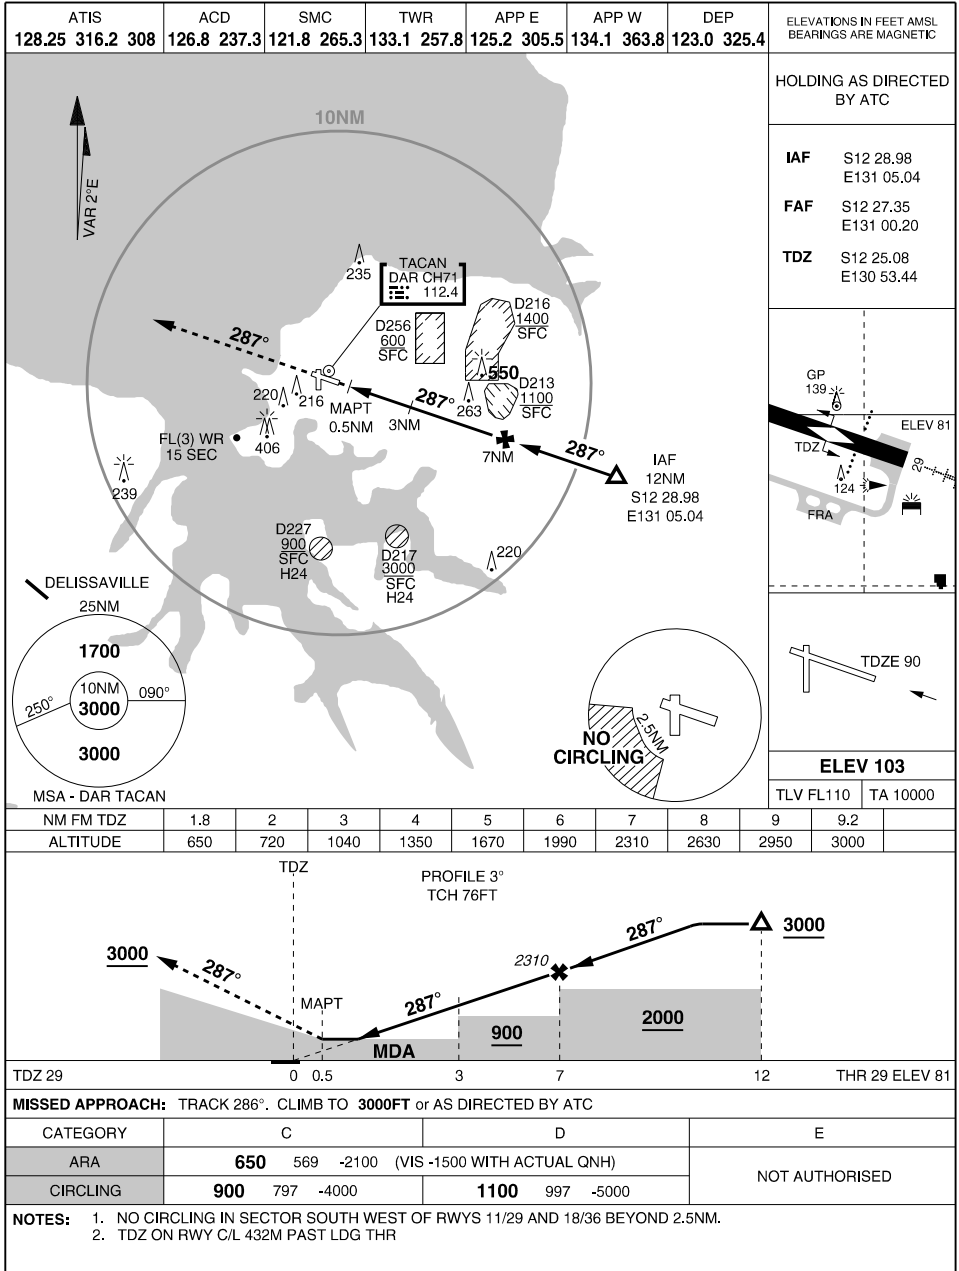 ATIS ACD SMC TWR APP E APP W DEP
128.25 316.2 308 126.8 237.3 121.8 265.3 133.1 257.8 125.2 305.5 134.1 363.8 123.0 325.4
ELEVATIONS IN FEET AMSL
BEARINGS ARE MAGNETIC
HOLDING AS DIRECTED
BY ATC
IAF S12 28.98
E131 05.04
FAF S12 27.35
E131 00.20
TDZ S12 25.08
E130 53.44
10NM
VAR 2°E
235
TACAN
DAR CH71
112.4
D256
600
SFC
D216
1400
SFC
550
D213
1100
SFC
287°
287°
287°
220
216
MAPT
0.5NM
3NM
263
7NM
FL(3) WR
15 SEC
406
239
IAF
12NM
S12 28.98
E131 05.04
D227
900
SFC
H24
D217
3000
SFC
H24
220
DELISSAVILLE
25NM
1700
10NM
3000
250°
090°
3000
MSA - DAR TACAN
NO
CIRCLING
2.5NM
GP
139
ELEV 81
TDZ
124
29
FRA
TDZE 90
ELEV 103
TLV FL110 TA 10000
NM FM TDZ 1.8 2 3 4 5 6 7 8 9 9.2
ALTITUDE 650 720 1040 1350 1670 1990 2310 2630 2950 3000
TDZ
PROFILE 3°
TCH 76FT
3000
287°
MAPT
287°
2310
287°
3000
MDA
900
2000
TDZ 29 0 0.5 3 7 12 THR 29 ELEV 81
MISSED APPROACH: TRACK 286°. CLIMB TO 3000FT or AS DIRECTED BY ATC
CATEGORY C D E
ARA 650 569 -2100 (VIS -1500 WITH ACTUAL QNH)
NOT AUTHORISED
CIRCLING 900 797 -4000 1100 997 -5000
NOTES: 1. NO CIRCLING IN SECTOR SOUTH WEST OF RWYS 11/29 AND 18/36 BEYOND 2.5NM.
2. TDZ ON RWY C/L 432M PAST LDG THR